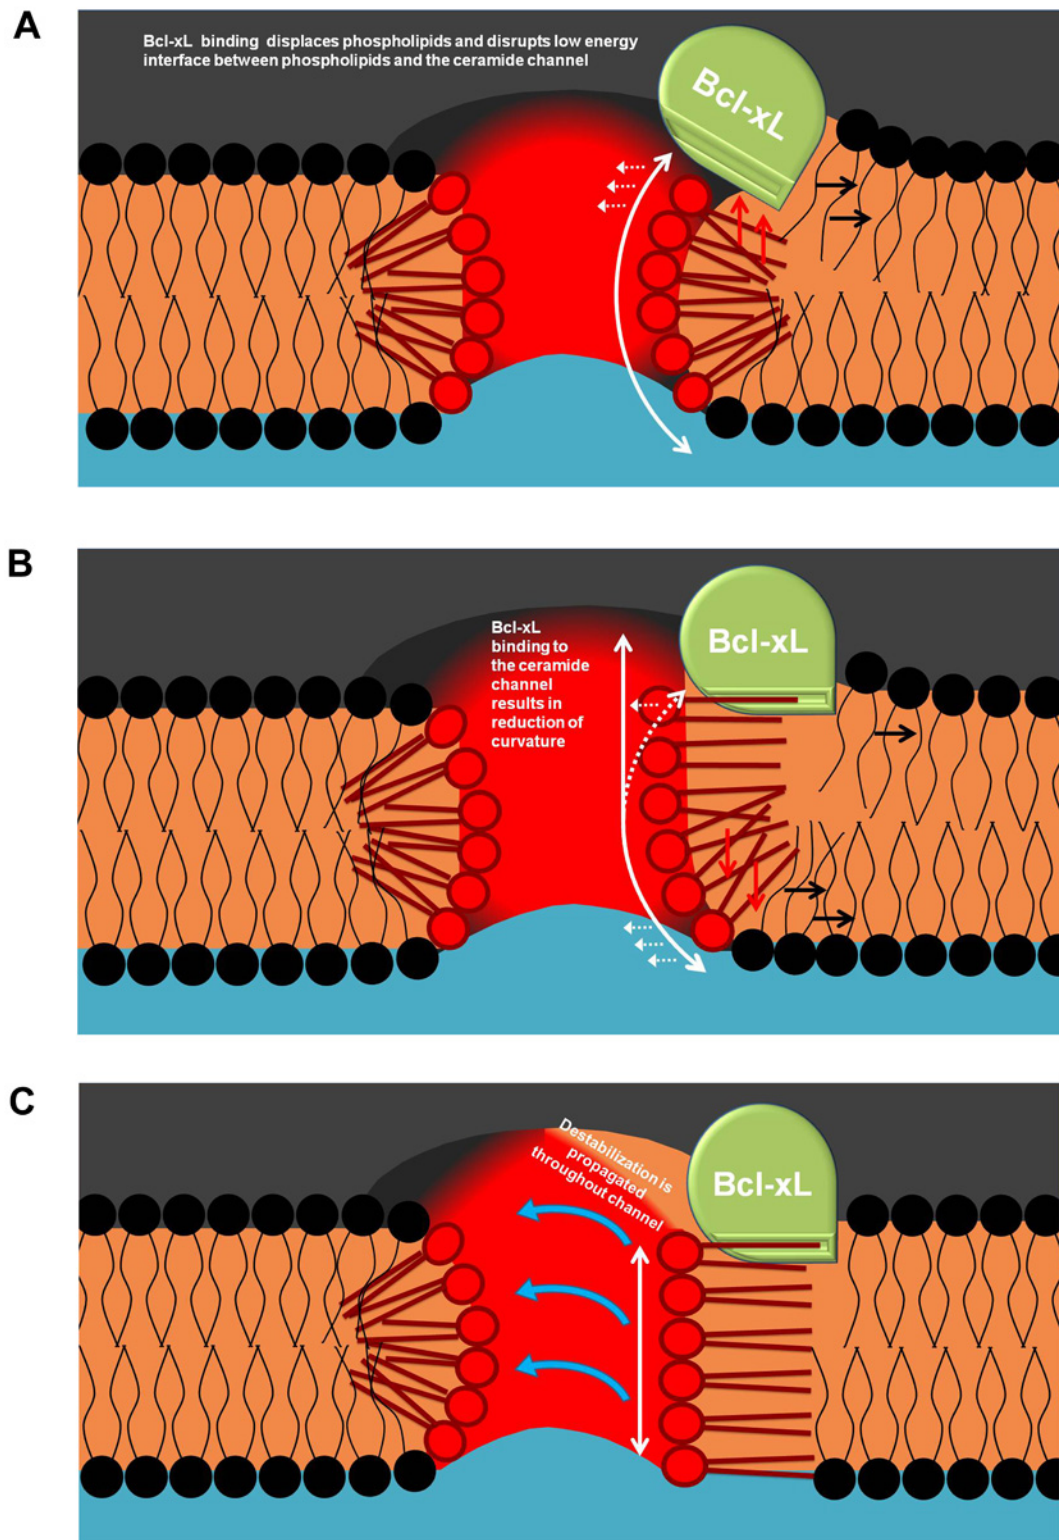 A
Bcl-xL binding displaces phospholipids and disrupts low energy
interface between phospholipids and the ceramide channel
Bcl-xL
B
Bcl-xL
binding to
the ceramide
channel
results in
reduction of
curvature
Bcl-xL
C
Destabilization is
propagated
throughout channel
Bcl-xL